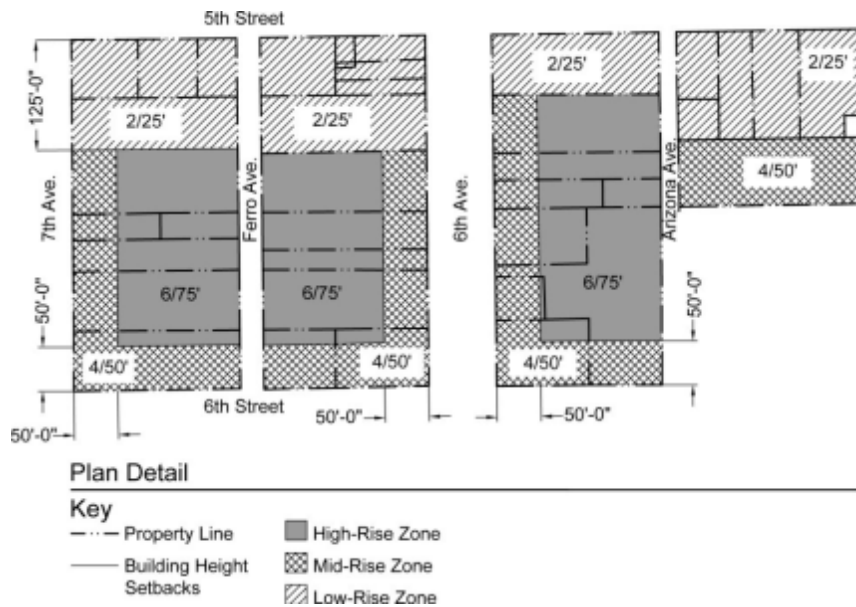 5th Street
125'-0"
2/25'
2/25'
2/25'
2/25'
4/50'
7th Ave.
Ferro Ave.
6th Ave.
Arizona Ave.
50'-0"
6/75'
6/75'
6/75'
50'-0"
4/50'
4/50'
4/50'
6th Street
50'-0"
50'-0"
50'-0"
Plan Detail
Key
Property Line
High-Rise Zone
Building Height
Setbacks
Mid-Rise Zone
Low-Rise Zone